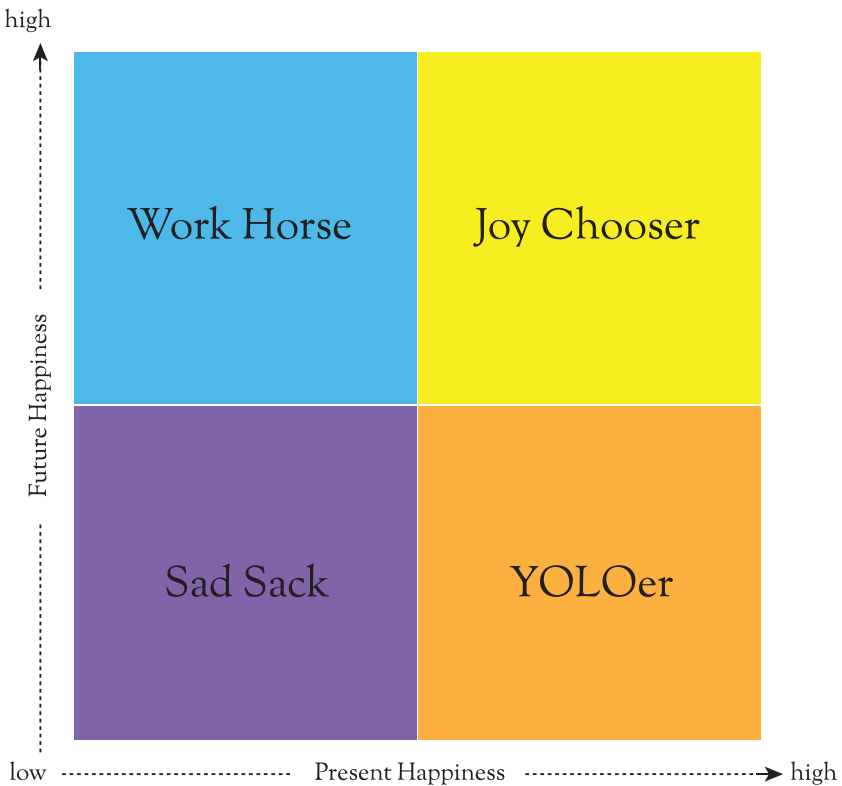 high
Work Horse
Joy Chooser
Future Happiness
Sad Sack
YOLOer
low
Present Happiness
high